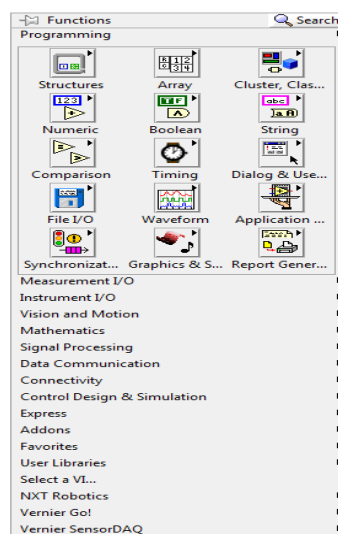 Functions Search
Programming
Structures Array Cluster, Clas...
Numeric Boolean String
Comparison Timing Dialog & Use...
File I/O Waveform Application ...
Synchronizat... Graphics & S... Report Gener...
Measurement I/O
Instrument I/O
Vision and Motion
Mathematics
Signal Processing
Data Communication
Connectivity
Control Design & Simulation
Express
Addons
Favorites
User Libraries
Select a VI...
NXT Robotics
Vernier Go!
Vernier SensorDAQ